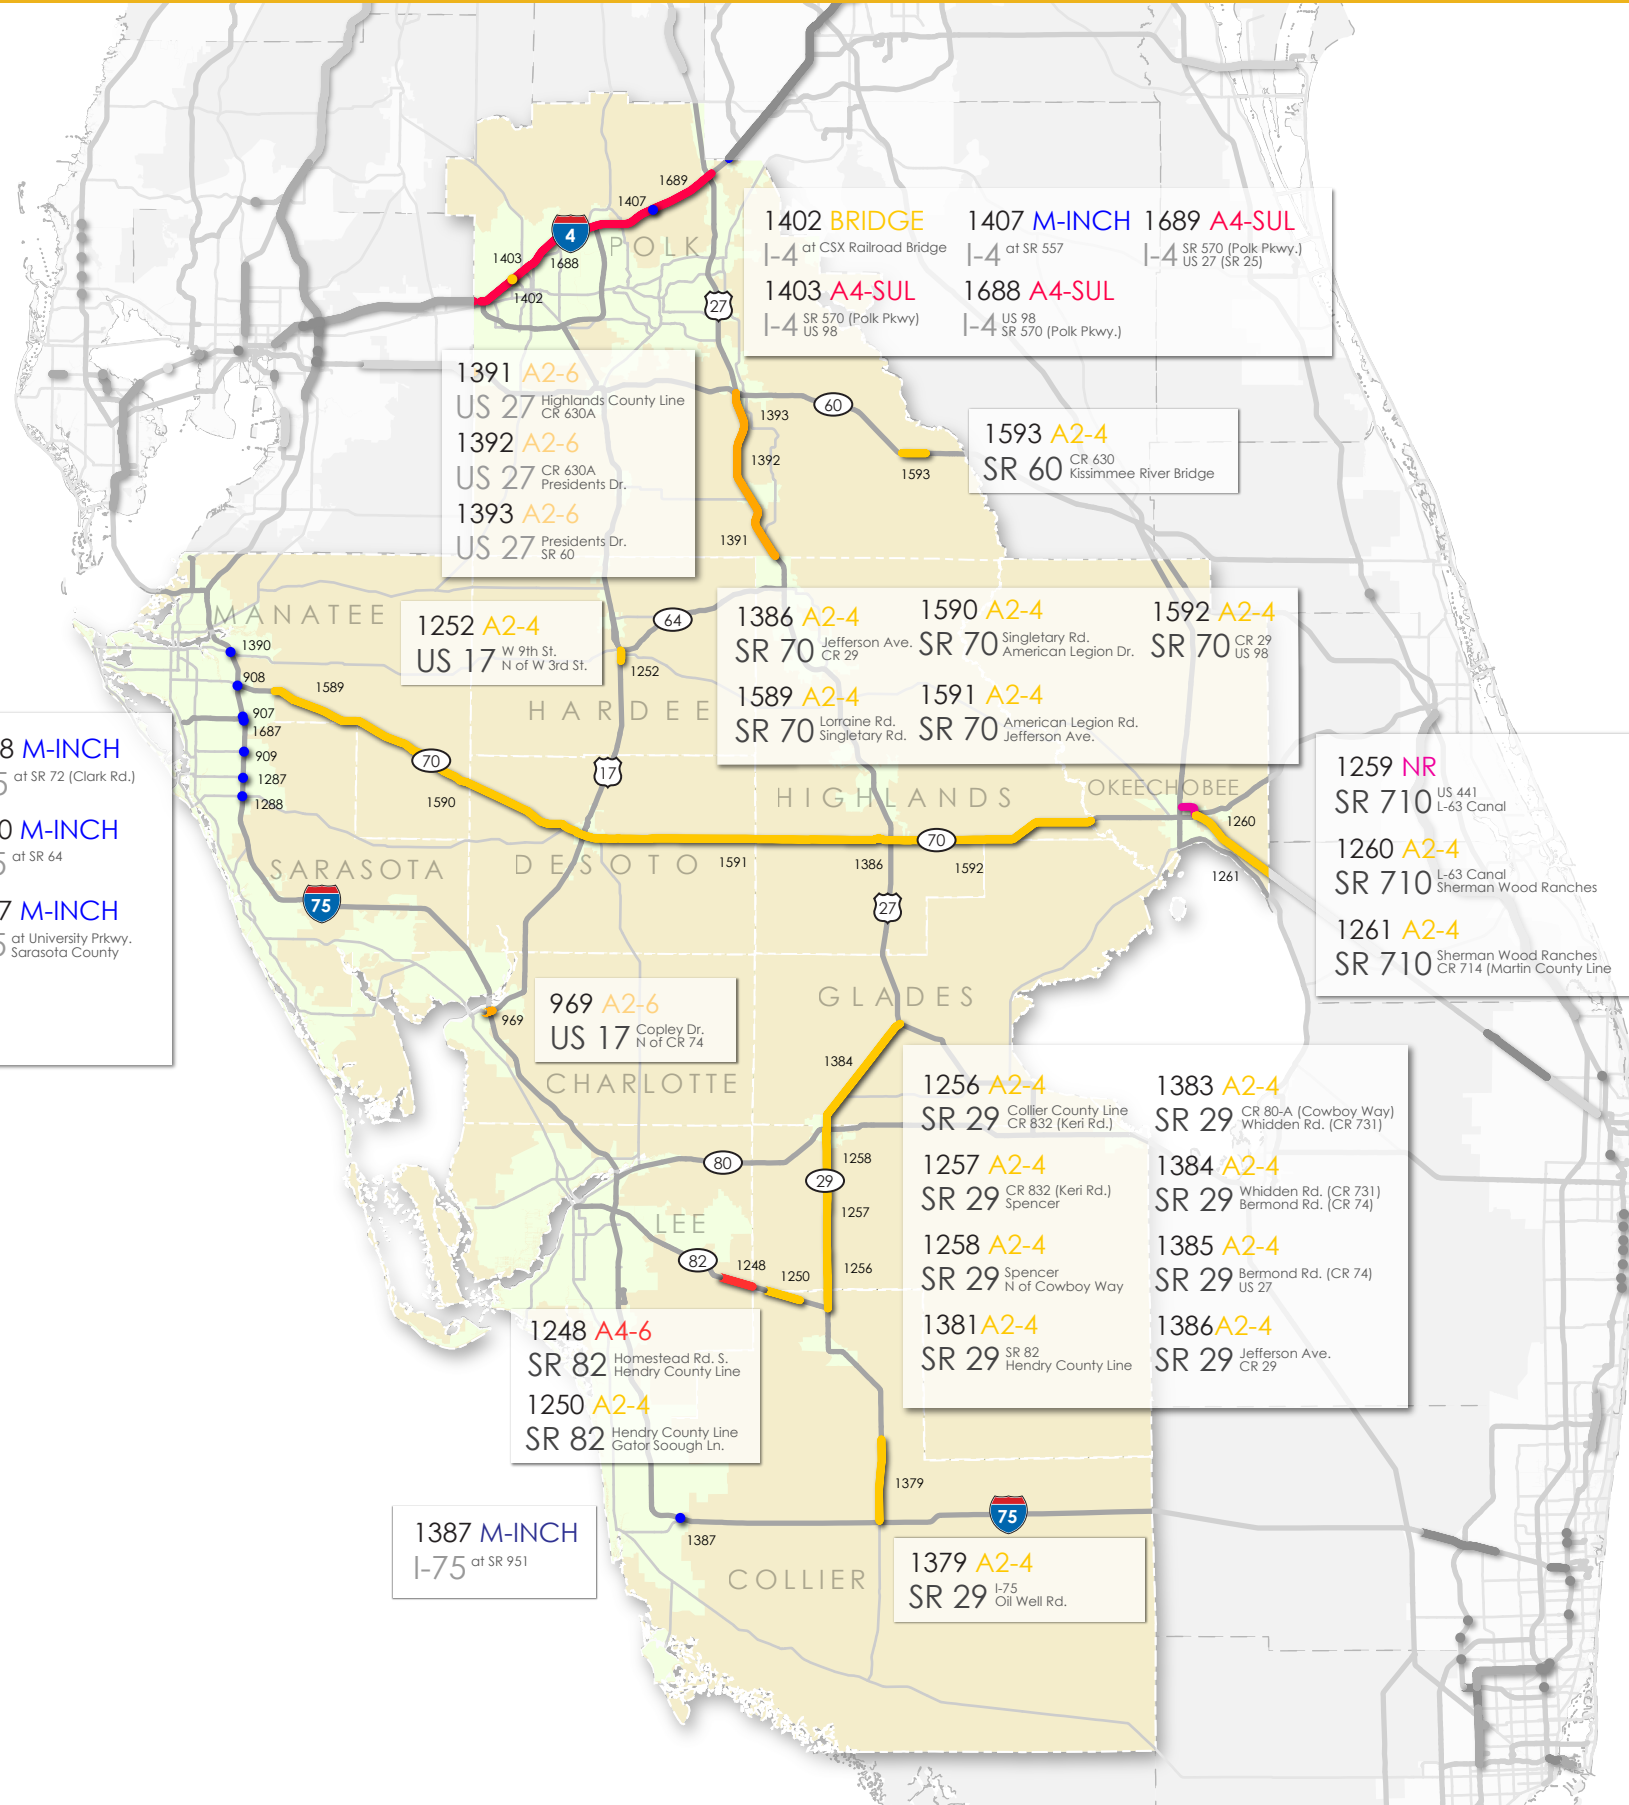 1689
1407
4
POLK
1403
1688
1402
27
1402 BRIDGE
I-4 at CSX Railroad Bridge
1407 M-INCH
I-4 at SR 557
1689 A4-SUL
I-4 SR 570 (Polk Pkwy.)
US 27 (SR 25)
1403 A4-SUL
I-4 SR 570 (Polk Pkwy)
US 98
1688 A4-SUL
I-4 US 98
SR 570 (Polk Pkwy.)
1391 A2-6
US 27 Highlands County Line
CR 630A
1392 A2-6
US 27 CR 630A
Presidents Dr.
1393 A2-6
US 27 Presidents Dr.
SR 60
1393
60
1392
1593
1391
1593 A2-4
SR 60 CR 630
Kissimmee River Bridge
MANATEE
1390
908
1589
907
1687
909
1287
1288
1252 A2-4
US 17 W 9th St.
N of W 3rd St.
64
1252
HARDEE
1386 A2-4
SR 70 Jefferson Ave.
CR 29
1590 A2-4
SR 70 Singletary Rd.
American Legion Dr.
1592 A2-4
SR 70 CR 29
US 98
1589 A2-4
SR 70 Lorraine Rd.
Singletary Rd.
1591 A2-4
SR 70 American Legion Rd.
Jefferson Ave.
8 M-INCH
5 at SR 72 (Clark Rd.)
0 M-INCH
5 at SR 64
7 M-INCH
5 at University Prkwy.
Sarasota County
70
1590
17
HIGHLANDS
OKEECHOBEE
1260
1261
SARASOTA
75
DESOTO
1591
1386
70
1592
27
1259 NR
SR 710 US 441
L-63 Canal
1260 A2-4
SR 710 L-63 Canal
Sherman Wood Ranches
1261 A2-4
SR 710 Sherman Wood Ranches
CR 714 (Martin County Line
969
969 A2-6
US 17 Copley Dr.
N of CR 74
GLADES
1384
CHARLOTTE
80
1258
29
1257
LEE
1256
82
1248
1250
1256 A2-4
SR 29 Collier County Line
CR 832 (Keri Rd.)
1257 A2-4
SR 29 CR 832 (Keri Rd.)
Spencer
1258 A2-4
SR 29 Spencer
N of Cowboy Way
1381 A2-4
SR 29 SR 82
Hendry County Line
1383 A2-4
SR 29 CR 80-A (Cowboy Way)
Whidden Rd. (CR 731)
1384 A2-4
SR 29 Whidden Rd. (CR 731)
Bermond Rd. (CR 74)
1385 A2-4
SR 29 Bermond Rd. (CR 74)
US 27
1386 A2-4
SR 29 Jefferson Ave.
CR 29
1248 A4-6
SR 82 Homestead Rd. S.
Hendry County Line
1250 A2-4
SR 82 Hendry County Line
Gator Soough Ln.
1379
75
1387 M-INCH
I-75 at SR 951
1387
COLLIER
1379 A2-4
SR 29 I-75
Oil Well Rd.